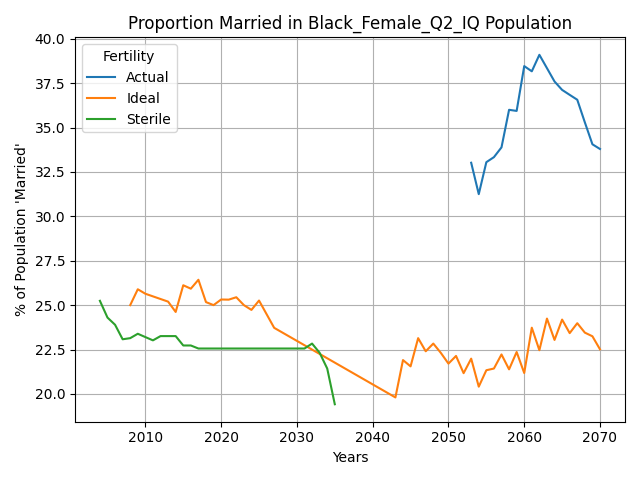 Proportion Married in Black_Female_Q2_IQ Population
% of Population 'Married'
40.0
37.5
35.0
32.5
30.0
27.5
25.0
22.5
20.0
Fertility
Actual
Ideal
Sterile
2010 2020 2030 2040 2050 2060 2070
Years